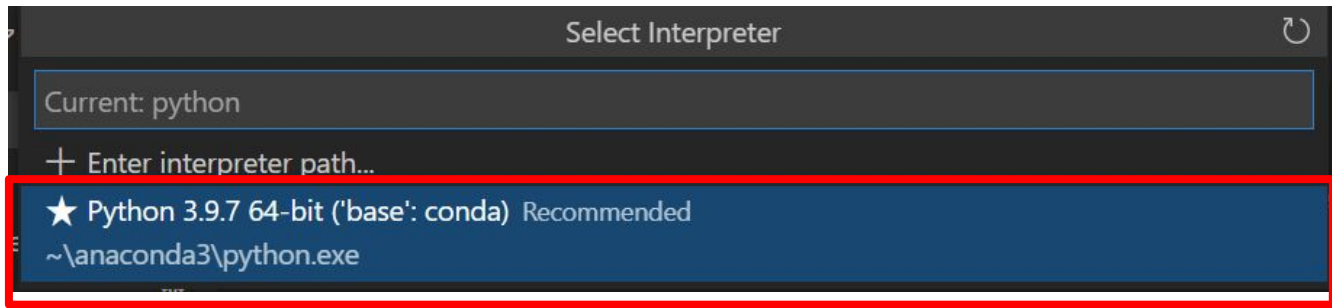 Select Interpreter
Current: python
+ Enter interpreter path...
★ Python 3.9.7 64-bit ('base': conda) Recommended
~\anaconda3\python.exe